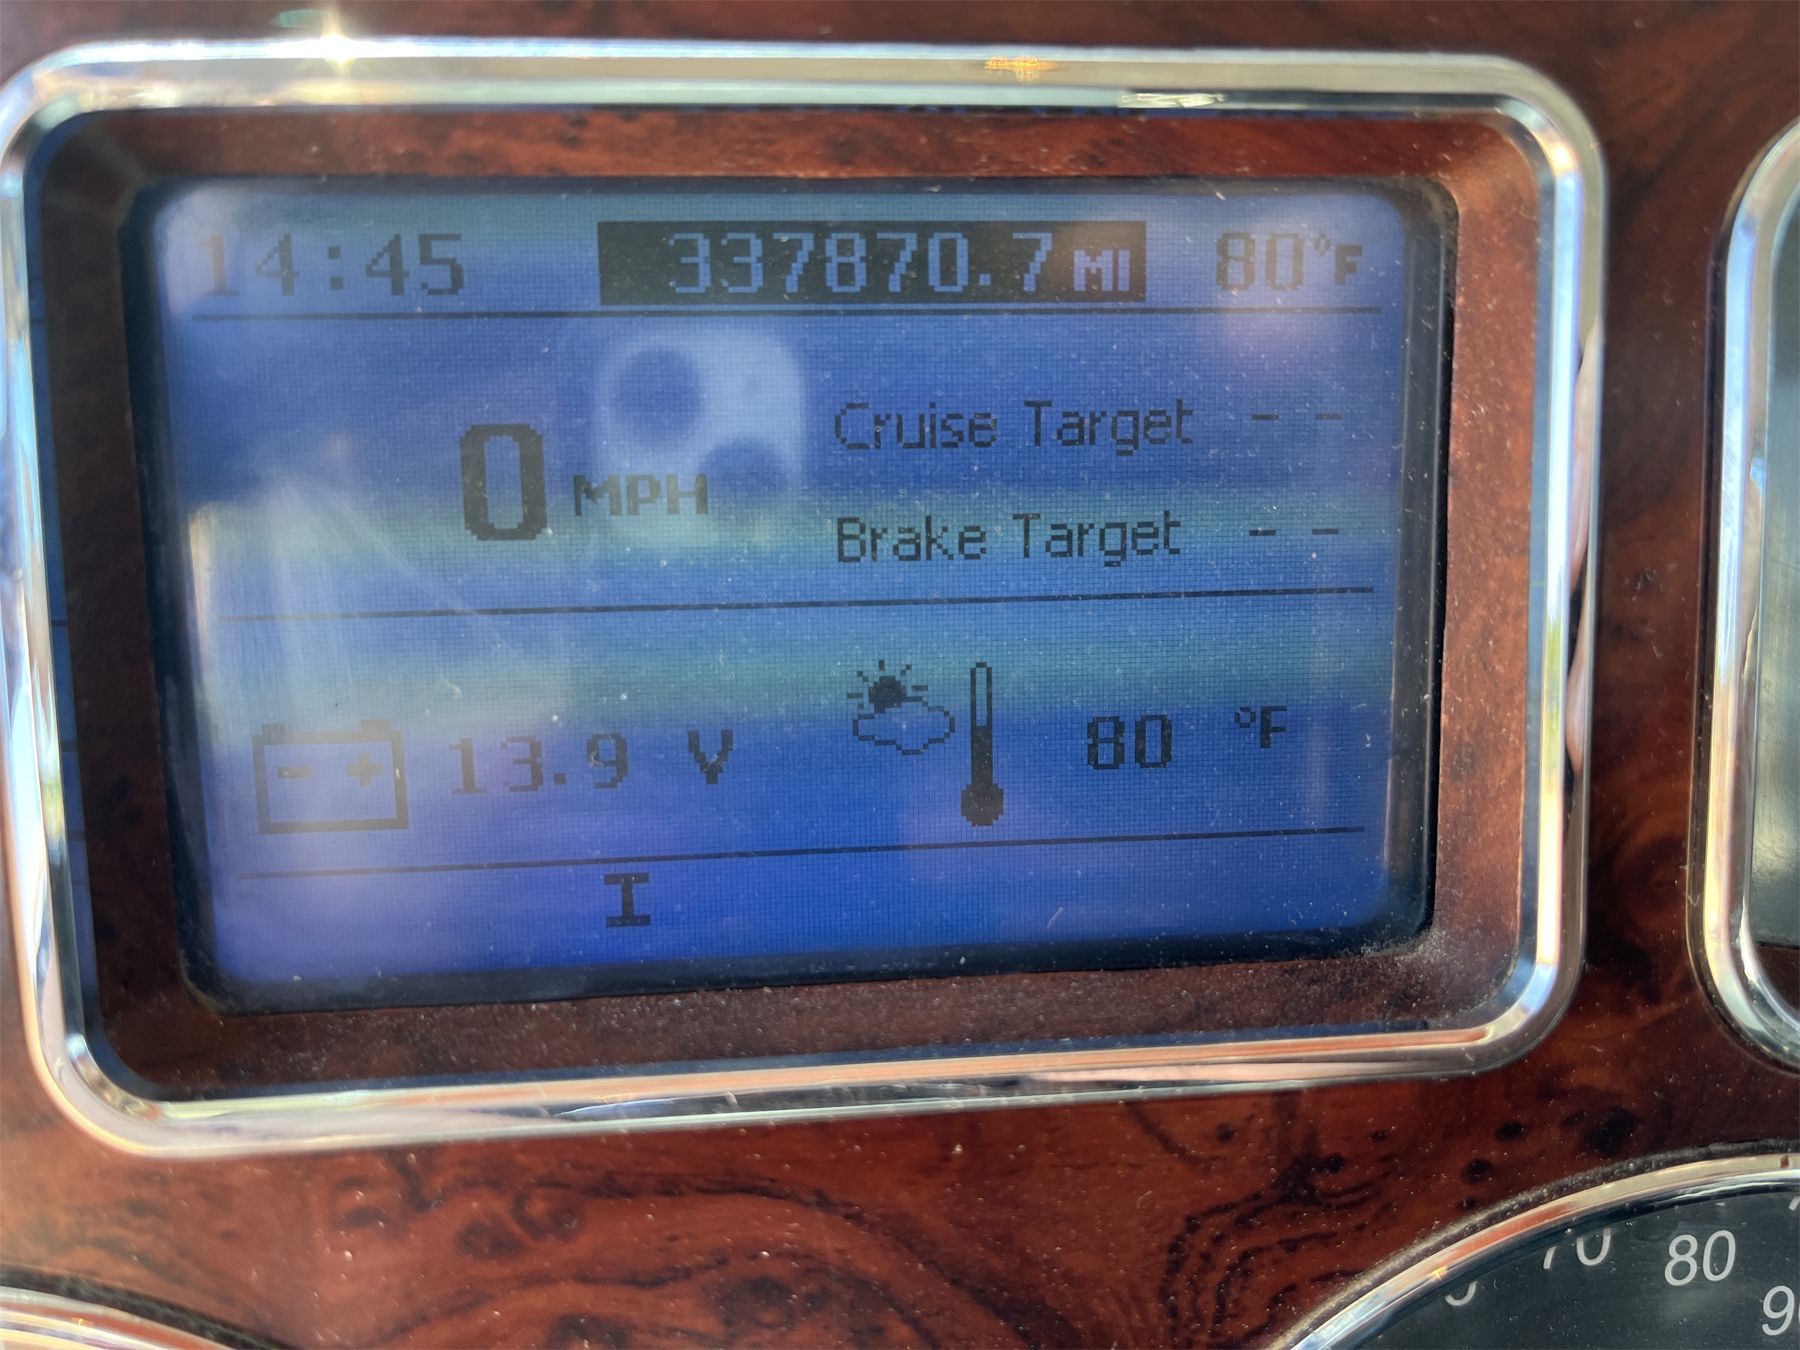 14:45 337870.7 MI 80°F
Cruise Target - -
0 MPH
Brake Target - -
- + 13.9 V 80 °F
I
70 80